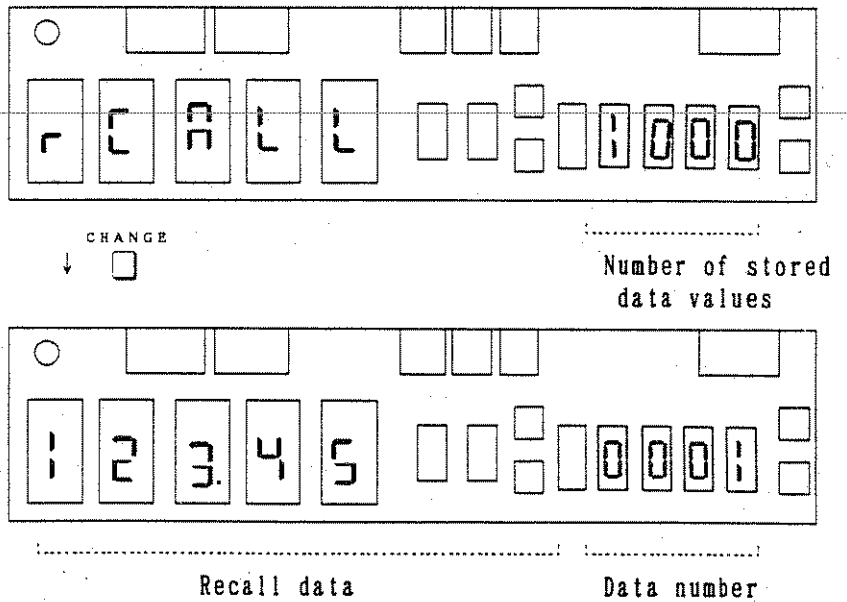 rCALL 1000
CHANGE
↓
Number of stored
data values
123.45 0001
Recall data Data number